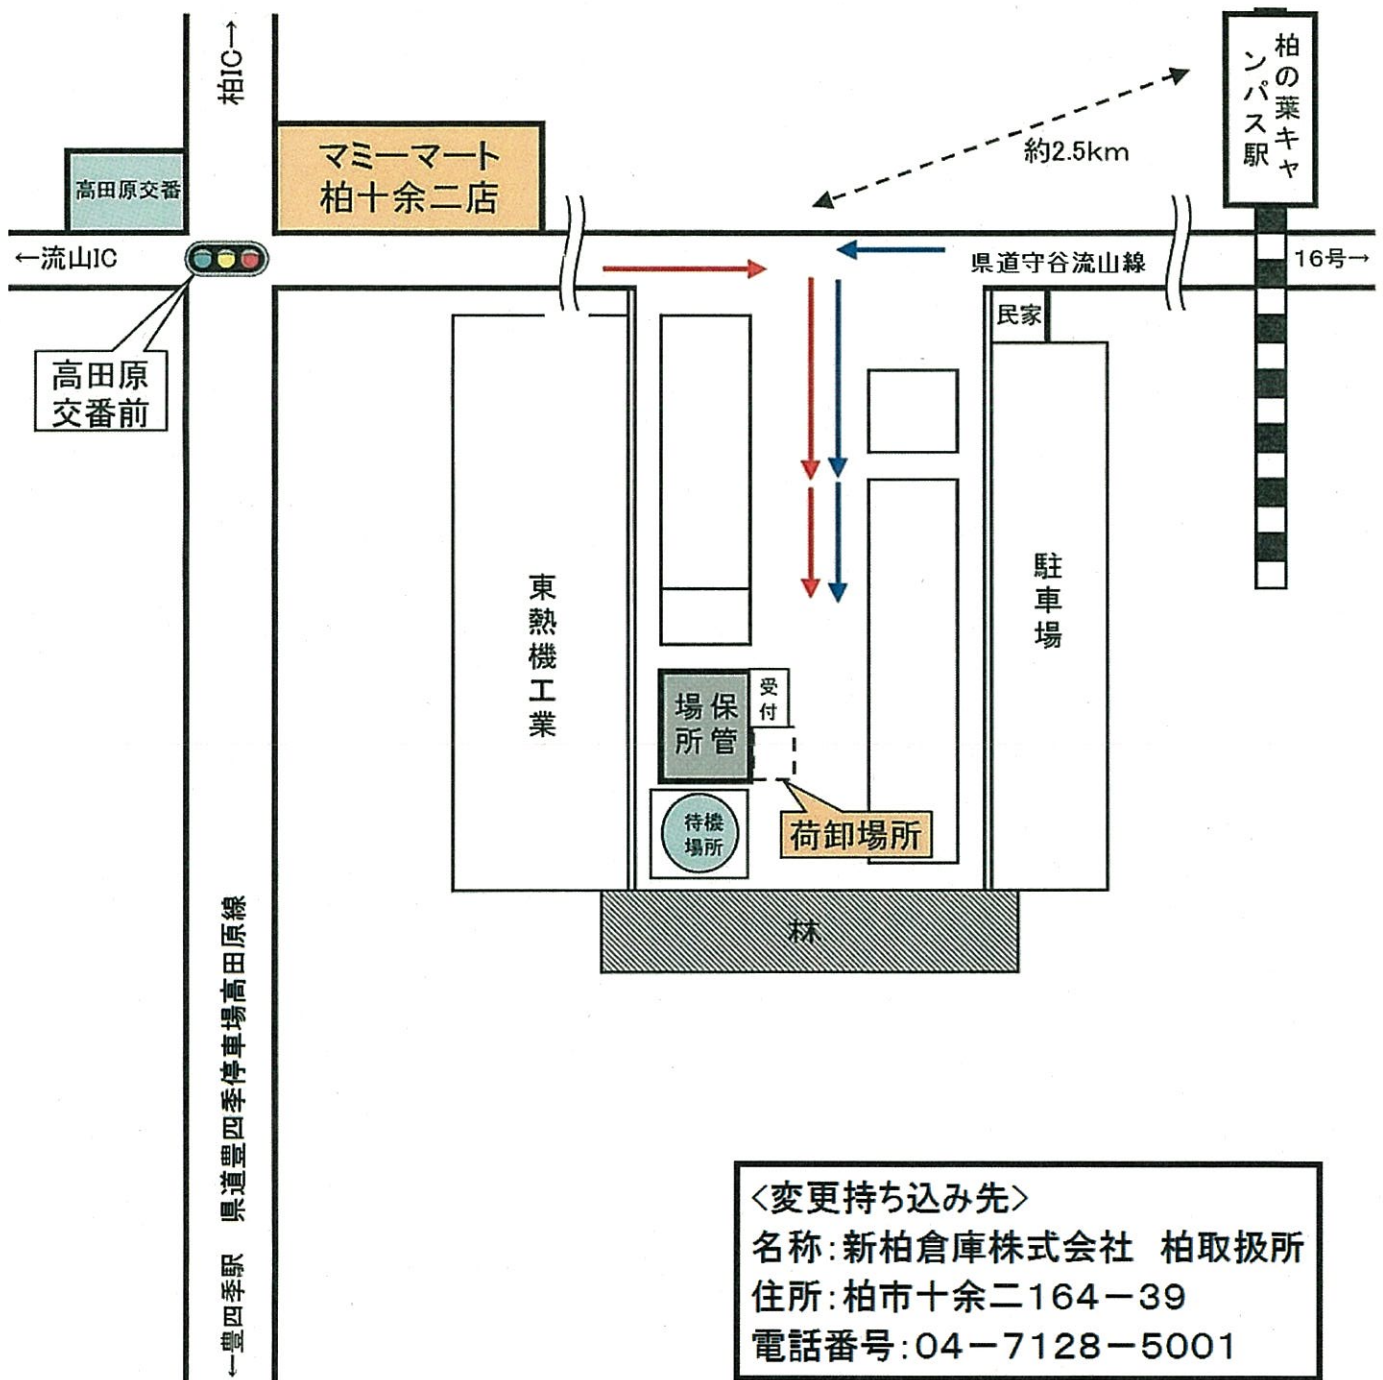 柏IC→
柏の葉キャ
ンパス駅
約2.5km
マミーマート
柏十余二店
高田原交番
←流山IC
県道守谷流山線
16号→
民家
高田原
交番前
東熱機工業
駐車場
受付
保管
場所
待機
場所
荷卸場所
林
←豊四季駅　県道豊四季停車場高田原線
<変更持ち込み先>
名称:新柏倉庫株式会社　柏取扱所
住所:柏市十余二164－39
電話番号:04－7128－5001